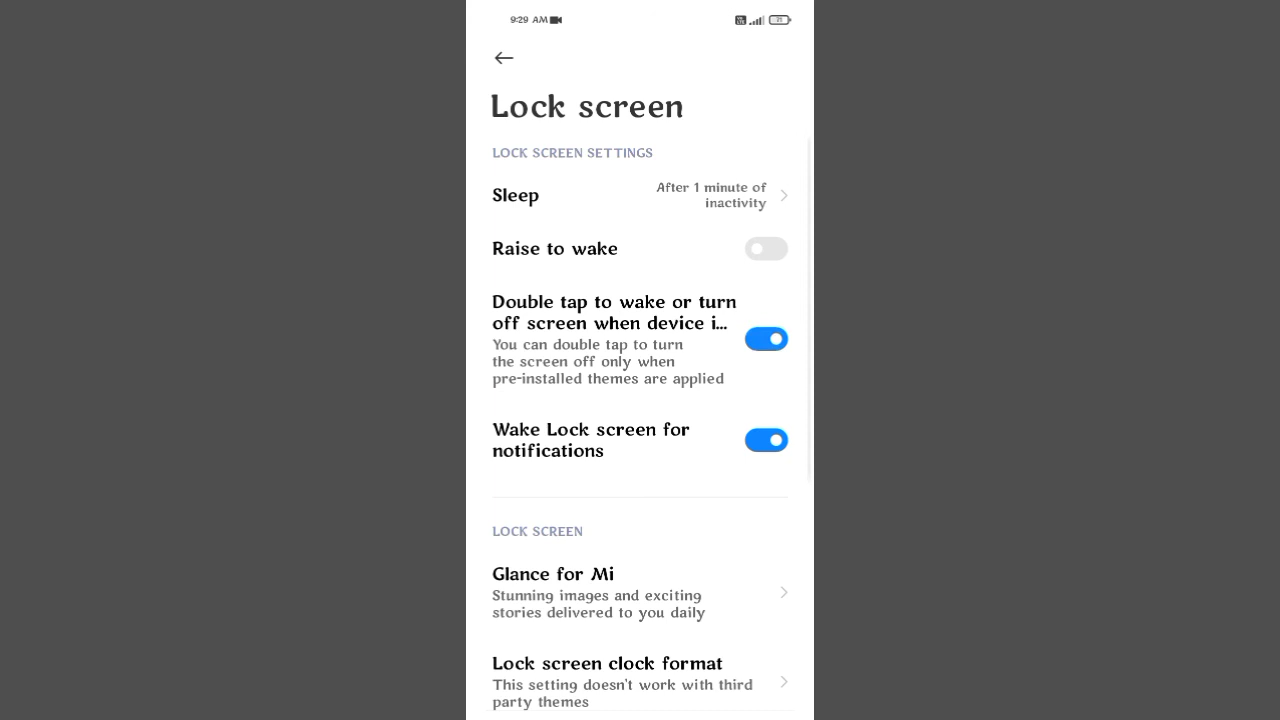 9:29 AM
71
Lock screen
LOCK SCREEN SETTINGS
Sleep
After 1 minute of
inactivity
Raise to wake
Double tap to wake or turn
off screen when device i...
You can double tap to turn
the screen off only when
pre-installed themes are applied
Wake Lock screen for
notifications
LOCK SCREEN
Glance for Mi
Stunning images and exciting
stories delivered to you daily
Lock screen clock format
This setting doesn't work with third
party themes